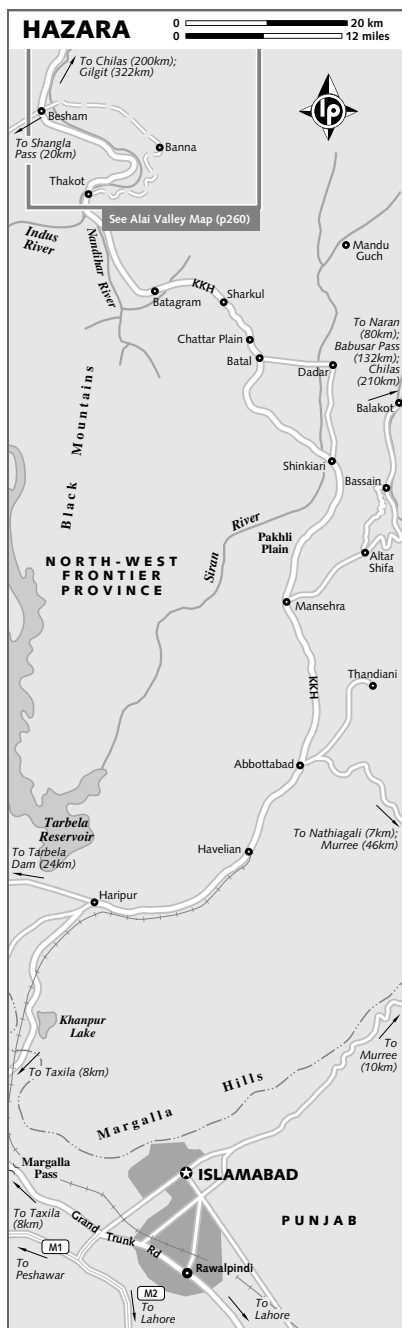 HAZARA
0 20 km
0 12 miles
To Chilas (200km);
Gilgit (322km)
lp
Besham
To Shangla
Pass (20km)
Banna
Thakot
See Alai Valley Map (p260)
Indus
River
Nandihar River
Mandu
Guch
KKH
Batagram
Sharkul
To Naran
(80km);
Babusar Pass
(132km);
Chilas
(210km)
Chattar Plain
Batal
Dadar
Balakot
Black Mountains
Shinkiari
Bassain
Siran River
Pakhli
Plain
NORTH-WEST
FRONTIER
PROVINCE
Altar
Shifa
Mansehra
KKH
Thandiani
Abbottabad
Tarbela
Reservoir
To Nathiagali (7km);
Murree (46km)
To Tarbela
Dam (24km)
Havelian
Haripur
Khanpur
Lake
To
Murree
(10km)
To Taxila (8km)
Margalla Hills
Margalla
Pass
ISLAMABAD
To Taxila
(8km)
Grand Trunk Rd
PUNJAB
M1
To
Peshawar
Rawalpindi
M2
To
Lahore
To
Lahore